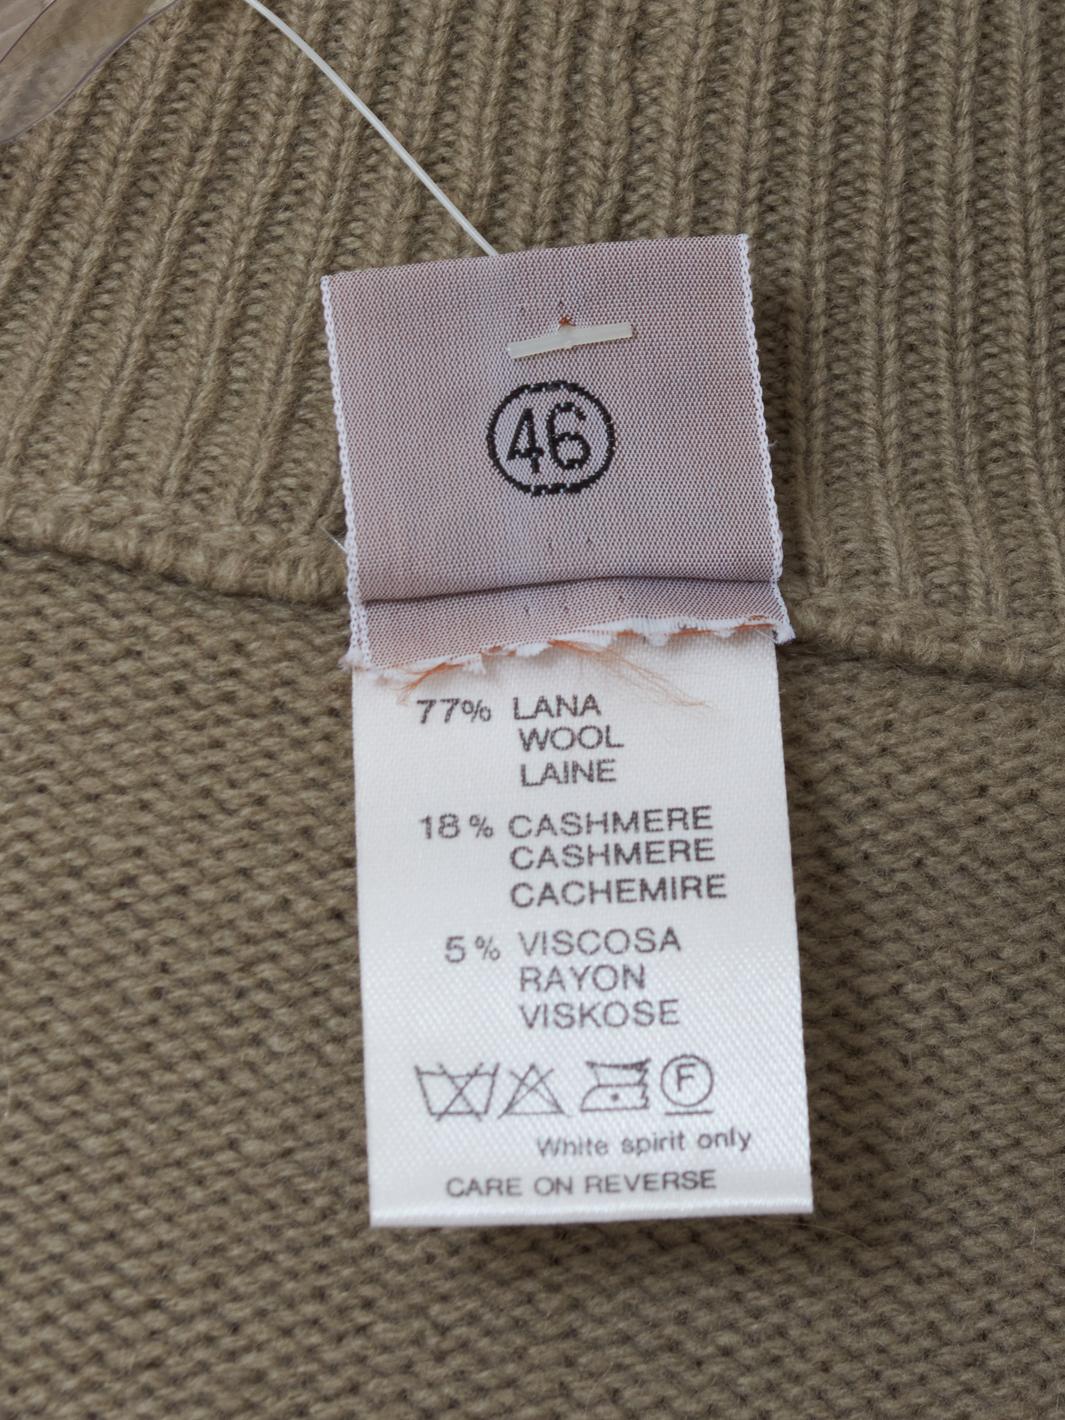 46
77% LANA
WOOL
LAINE
18% CASHMERE
CASHMERE
CACHEMIRE
5% VISCOSA
RAYON
VISKOSE
F
White spirit only
CARE ON REVERSE